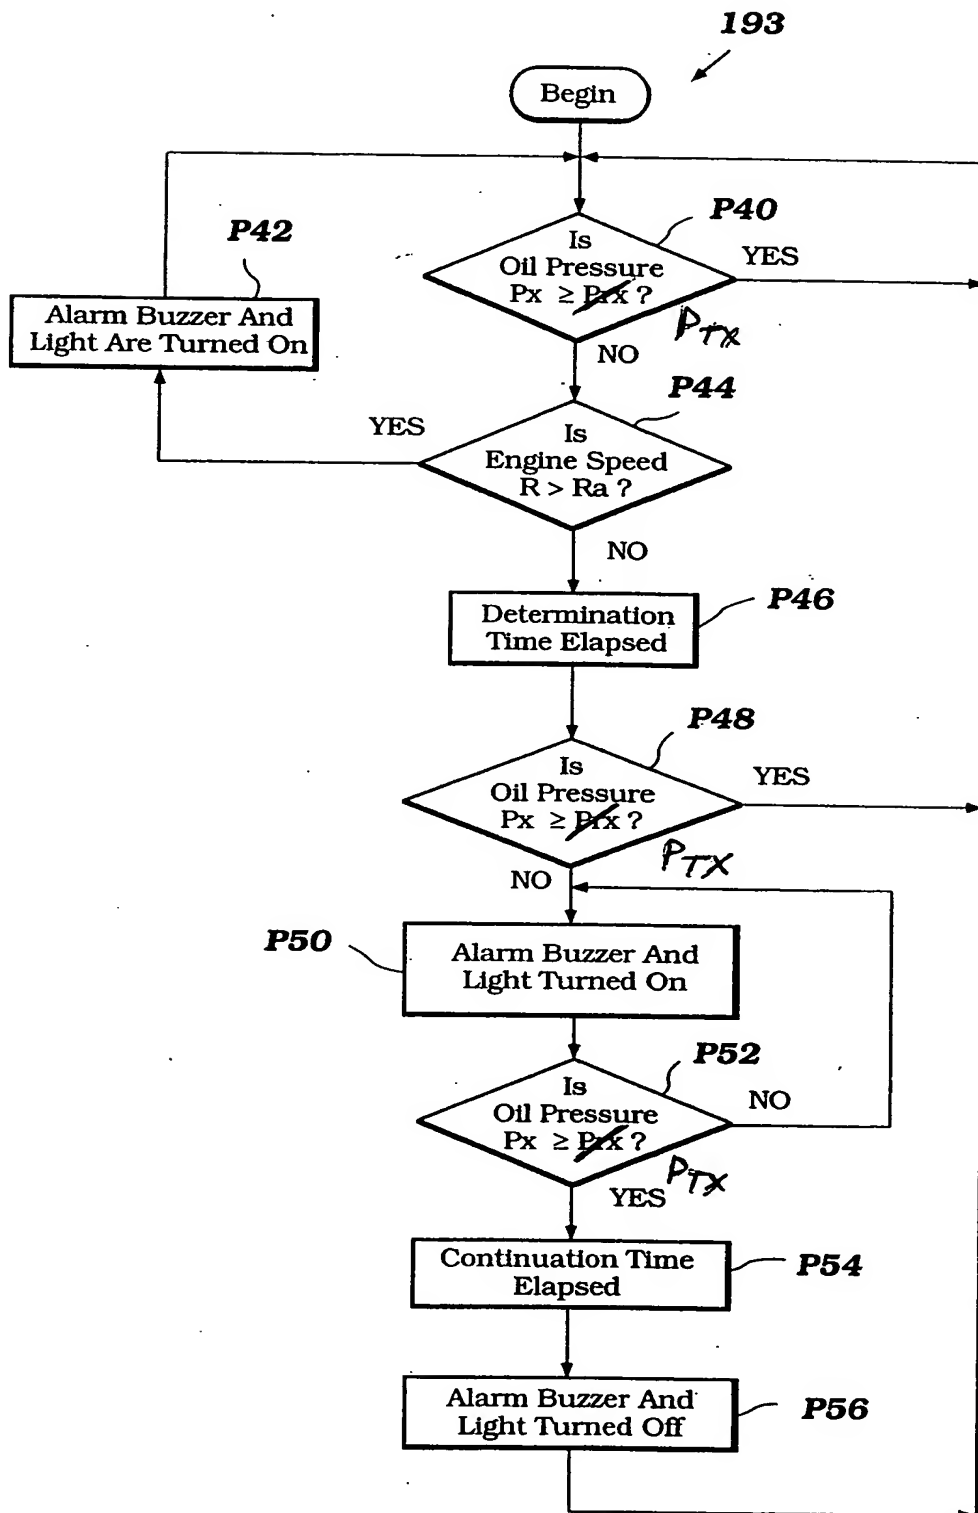 193
Begin
P40
Is
Oil Pressure
Px ≥ Prx ?
YES
PTX
NO
P42
Alarm Buzzer And
Light Are Turned On
P44
YES
Is
Engine Speed
R > Ra ?
NO
P46
Determination
Time Elapsed
P48
Is
Oil Pressure
Px ≥ Prx ?
YES
PTX
NO
P50
Alarm Buzzer And
Light Turned On
P52
Is
Oil Pressure
Px ≥ Prx ?
NO
PTX
YES
Continuation Time
Elapsed
P54
Alarm Buzzer And
Light Turned Off
P56